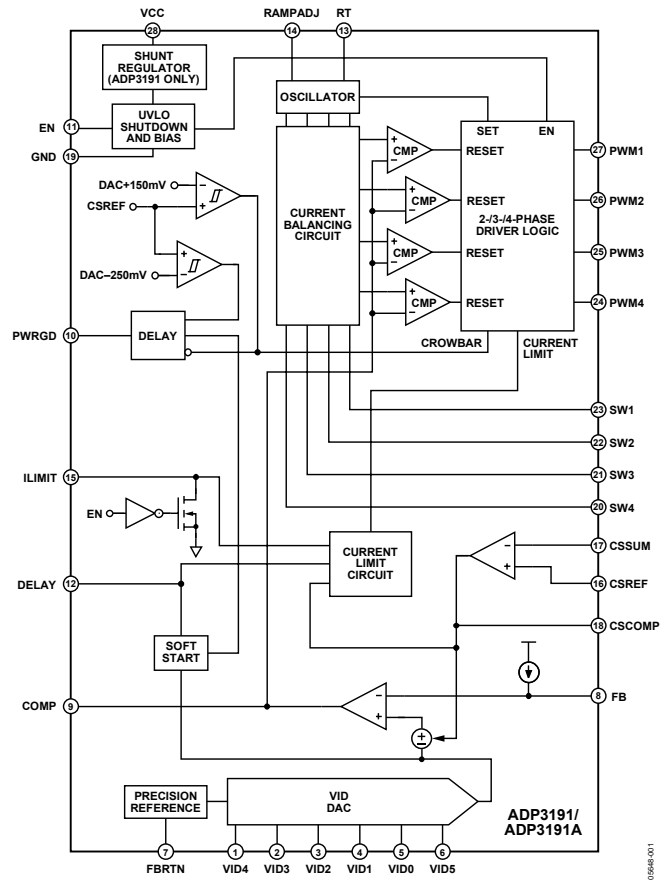 VCC
RAMPADJ
RT
28
14
13
SHUNT
REGULATOR
(ADP3191 ONLY)
OSCILLATOR
UVLO
SHUTDOWN
AND BIAS
EN
11
GND
19
SET
EN
+
–
CMP
RESET
27
PWM1
DAC+150mV
–
+
CSREF
+
–
CMP
RESET
26
PWM2
CURRENT
BALANCING
CIRCUIT
2-/3-/4-PHASE
DRIVER LOGIC
+
–
DAC–250mV
+
–
CMP
RESET
25
PWM3
+
–
CMP
RESET
24
PWM4
PWRGD
10
DELAY
CROWBAR
CURRENT
LIMIT
23
SW1
22
SW2
ILIMIT
15
21
SW3
EN
20
SW4
CURRENT
LIMIT
CIRCUIT
–
+
17
CSSUM
16
CSREF
DELAY
12
18
CSCOMP
SOFT
START
COMP
9
–
+
8
FB
±
PRECISION
REFERENCE
VID
DAC
ADP3191/
ADP3191A
7
1
2
3
4
5
6
FBRTN
VID4
VID3
VID2
VID1
VID0
VID5
05648-001